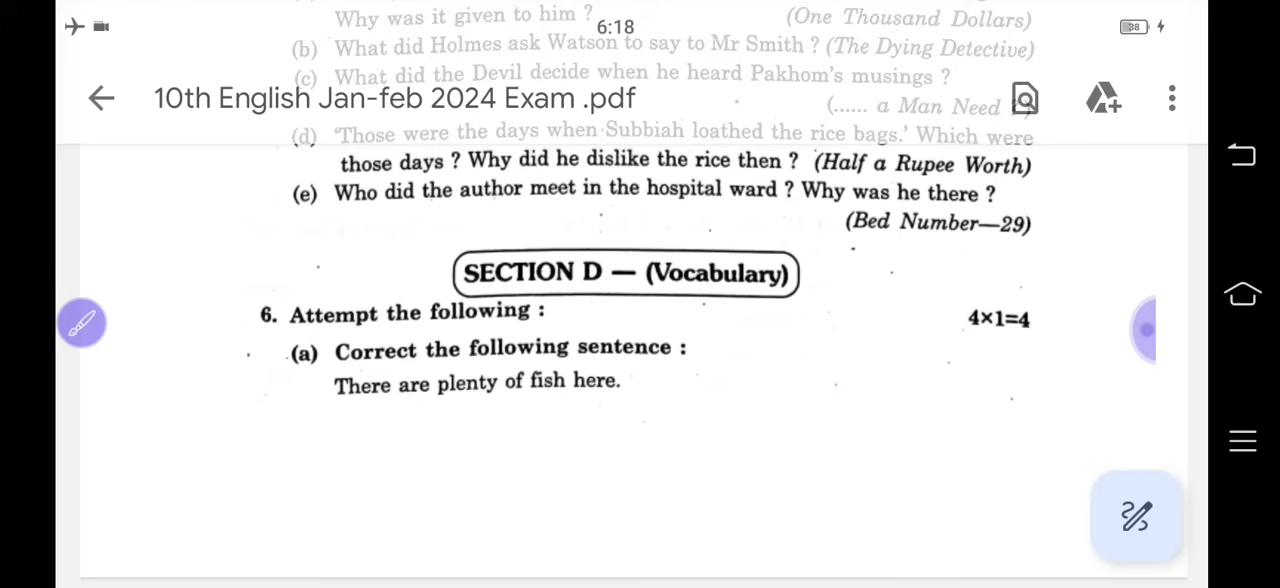 Why was it given to him ? (One Thousand Dollars)
6:18
38
(b) What did Holmes ask Watson to say to Mr Smith ? (The Dying Detective)
(c) What did the Devil decide when he heard Pakhom's musings ?
10th English Jan-feb 2024 Exam .pdf
(...... a Man Need
(d) 'Those were the days when Subbiah loathed the rice bags.' Which were
those days ? Why did he dislike the rice then ? (Half a Rupee Worth)
(e) Who did the author meet in the hospital ward ? Why was he there ?
(Bed Number—29)
SECTION D — (Vocabulary)
6. Attempt the following : 4×1=4
(a) Correct the following sentence :
There are plenty of fish here.